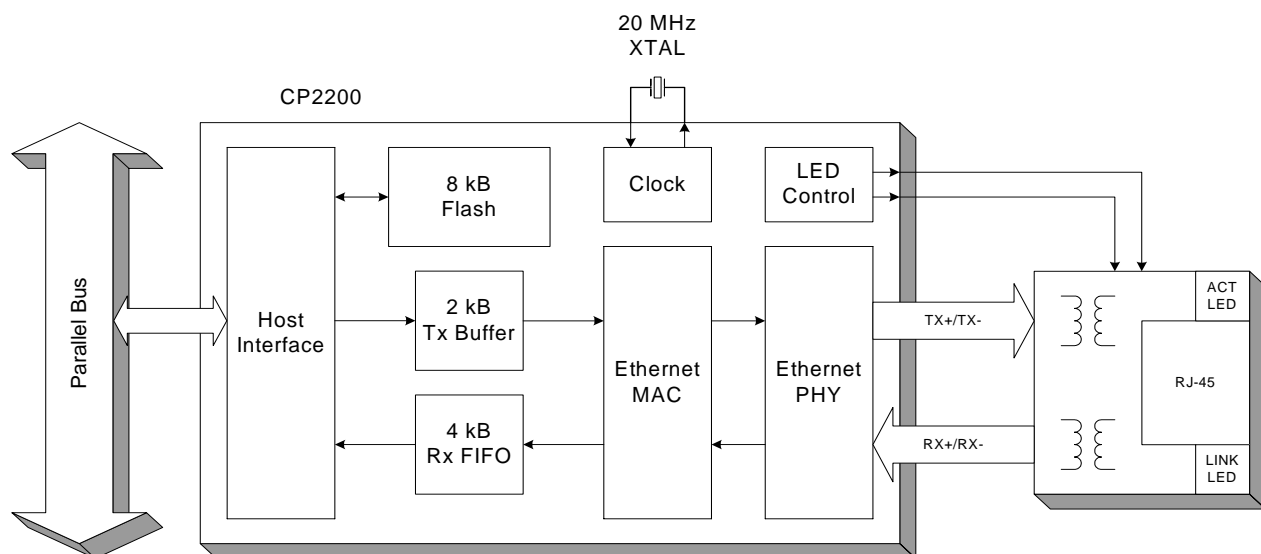 20 MHz
XTAL
CP2200
8 kB
Flash
Clock
LED
Control
Parallel Bus
Host
Interface
2 kB
Tx Buffer
Ethernet
MAC
Ethernet
PHY
4 kB
Rx FIFO
TX+/TX-
RX+/RX-
ACT
LED
RJ-45
LINK
LED